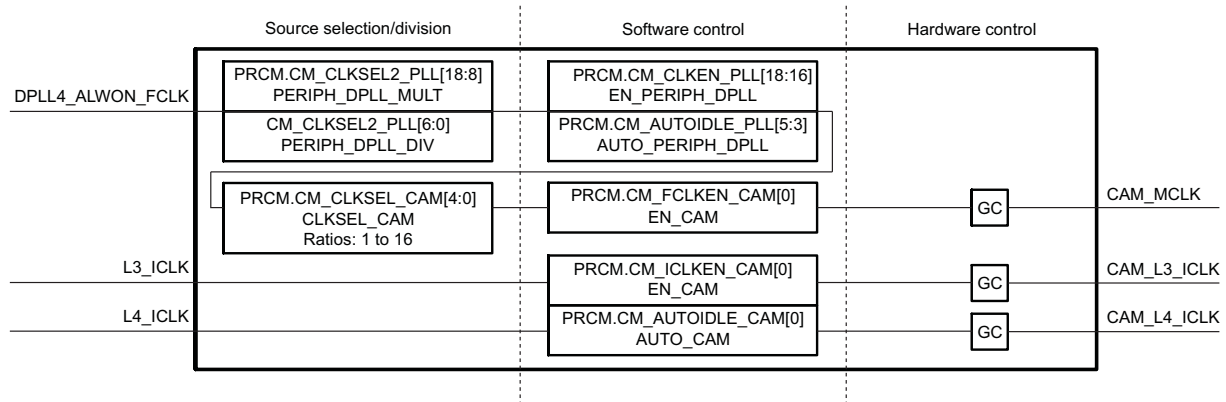 Source selection/division
Software control
Hardware control
PRCM.CM_CLKSEL2_PLL[18:8]
PERIPH_DPLL_MULT
PRCM.CM_CLKEN_PLL[18:16]
EN_PERIPH_DPLL
DPLL4_ALWON_FCLK
CM_CLKSEL2_PLL[6:0]
PERIPH_DPLL_DIV
PRCM.CM_AUTOIDLE_PLL[5:3]
AUTO_PERIPH_DPLL
PRCM.CM_CLKSEL_CAM[4:0]
CLKSEL_CAM
Ratios: 1 to 16
PRCM.CM_FCLKEN_CAM[0]
EN_CAM
GC
CAM_MCLK
L3_ICLK
PRCM.CM_ICLKEN_CAM[0]
EN_CAM
GC
CAM_L3_ICLK
L4_ICLK
PRCM.CM_AUTOIDLE_CAM[0]
AUTO_CAM
GC
CAM_L4_ICLK